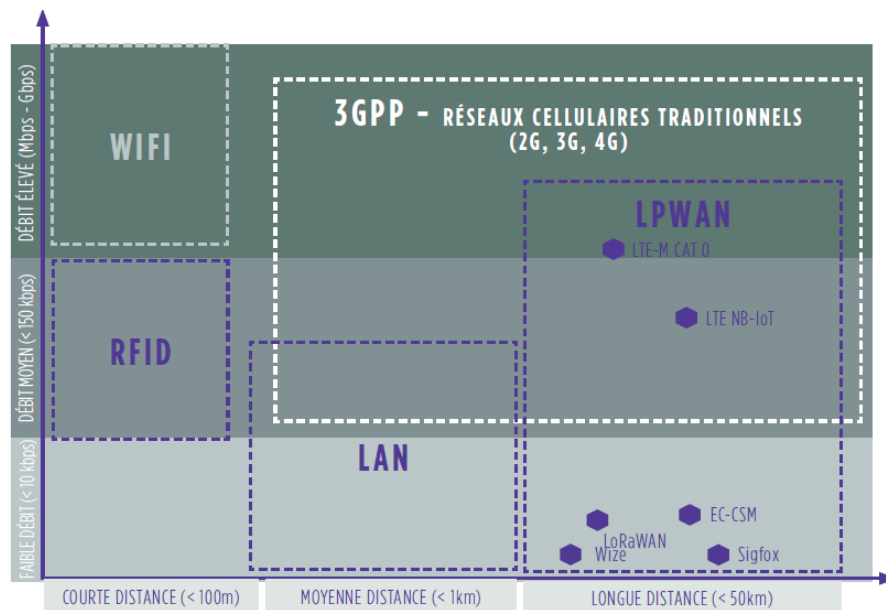 DÉBIT ÉLEVÉ (Mbps - Gbps)
DÉBIT MOYEN (< 150 kbps)
FAIBLE DÉBIT (< 10 kbps)
WIFI
3GPP - RÉSEAUX CELLULAIRES TRADITIONNELS
(2G, 3G, 4G)
LPWAN
LTE-M CAT 0
LTE NB-IoT
RFID
LAN
EC-CSM
LoRaWAN
Wize
Sigfox
COURTE DISTANCE (< 100m)
MOYENNE DISTANCE (< 1km)
LONGUE DISTANCE (< 50km)